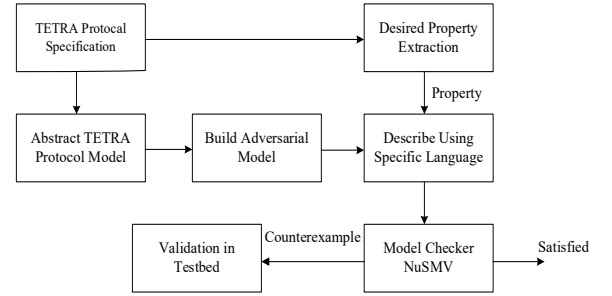 TETRA Protocal
Specification
Desired Property
Extraction
Property
Abstract TETRA
Protocol Model
Build Adversarial
Model
Describe Using
Specific Language
Counterexample
Validation in
Testbed
Model Checker
NuSMV
Satisfied